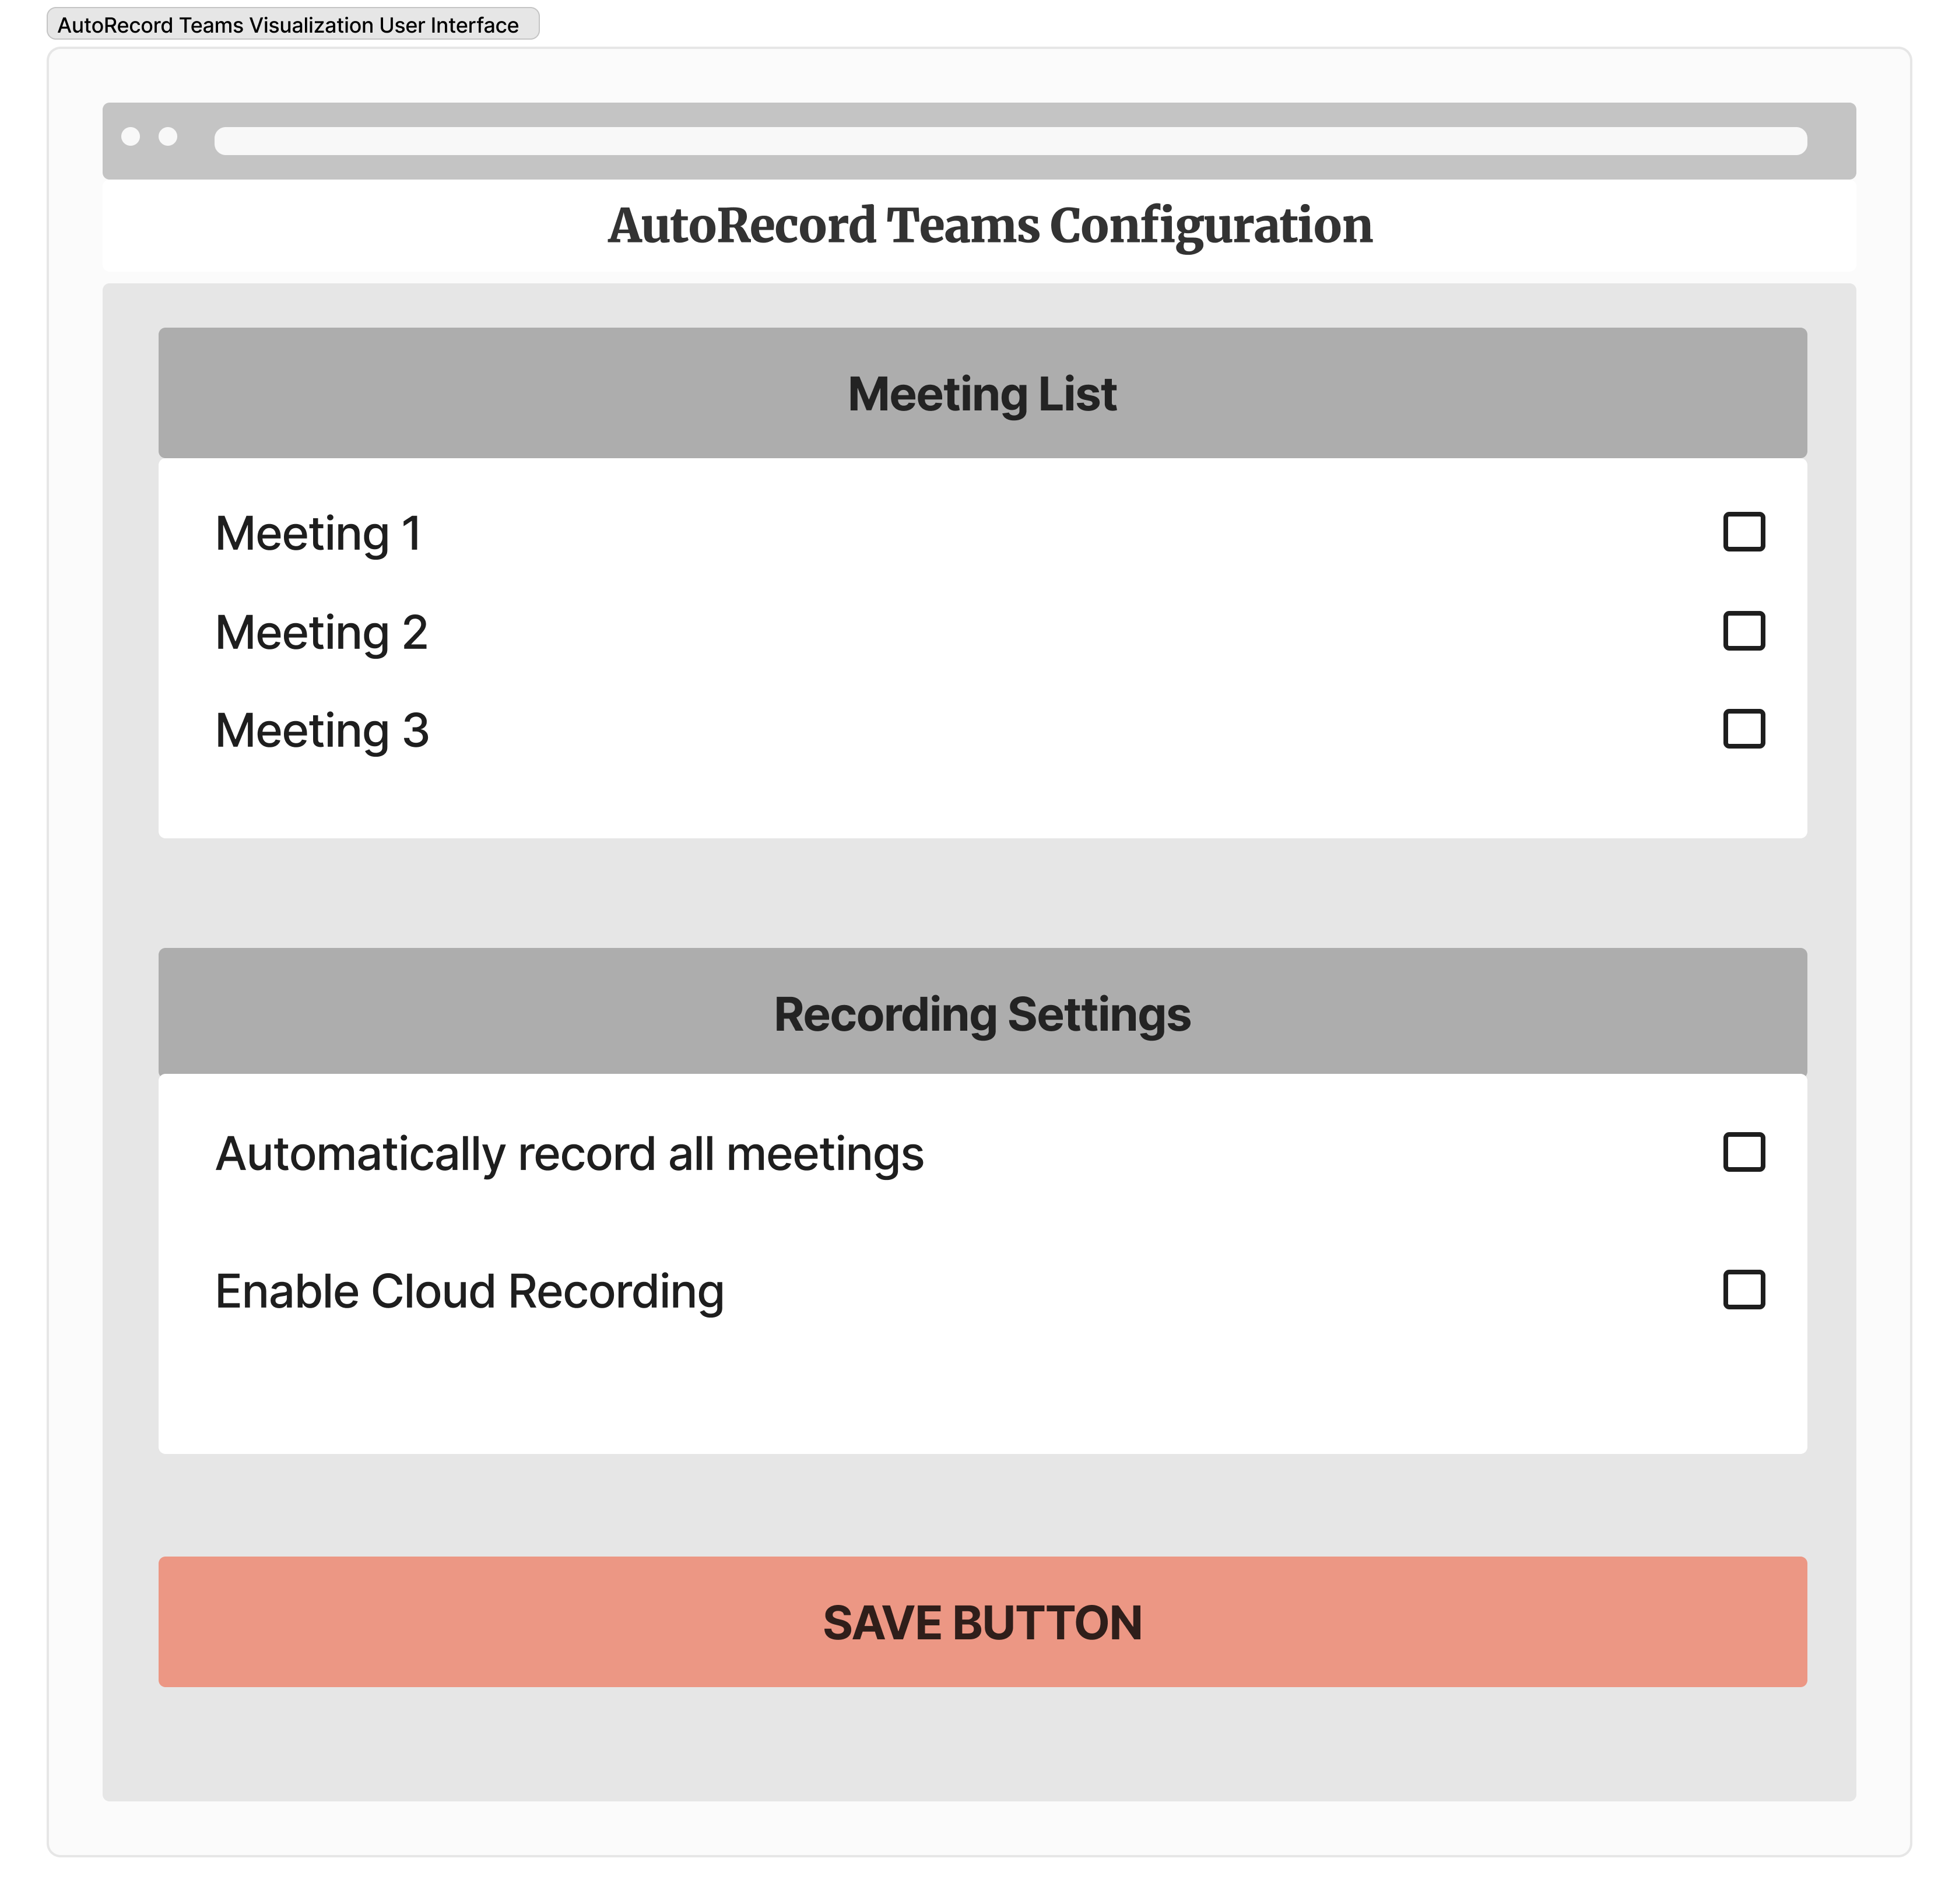 AutoRecord Teams Visualization User Interface
AutoRecord Teams Configuration
Meeting List
Meeting 1
Meeting 2
Meeting 3
Recording Settings
Automatically record all meetings
Enable Cloud Recording
SAVE BUTTON